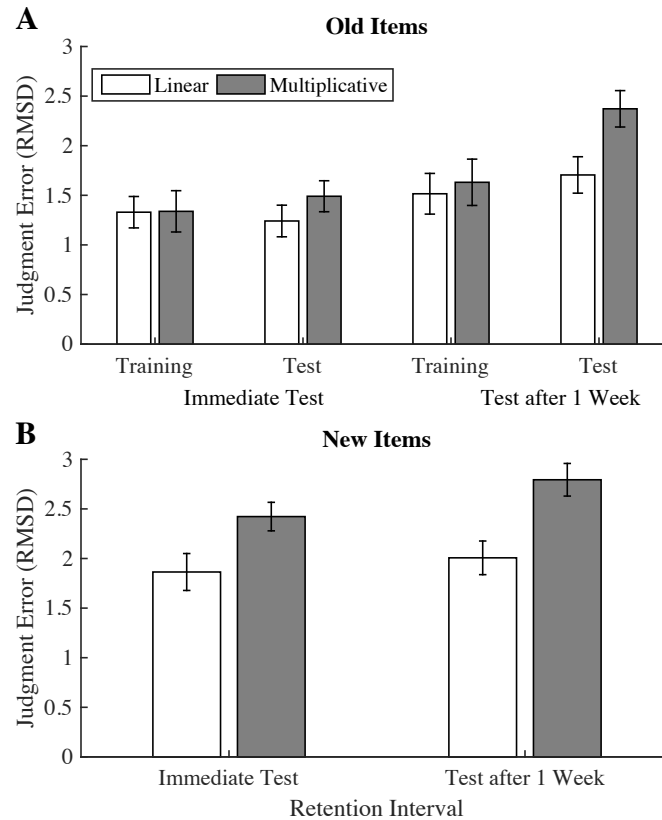 A
Old Items
3
Linear Multiplicative
2.5
2
1.5
1
0.5
0
Judgment Error (RMSD)
Training Test Training Test
Immediate Test Test after 1 Week
B
New Items
3
2.5
2
1.5
1
0.5
0
Judgment Error (RMSD)
Immediate Test Test after 1 Week
Retention Interval